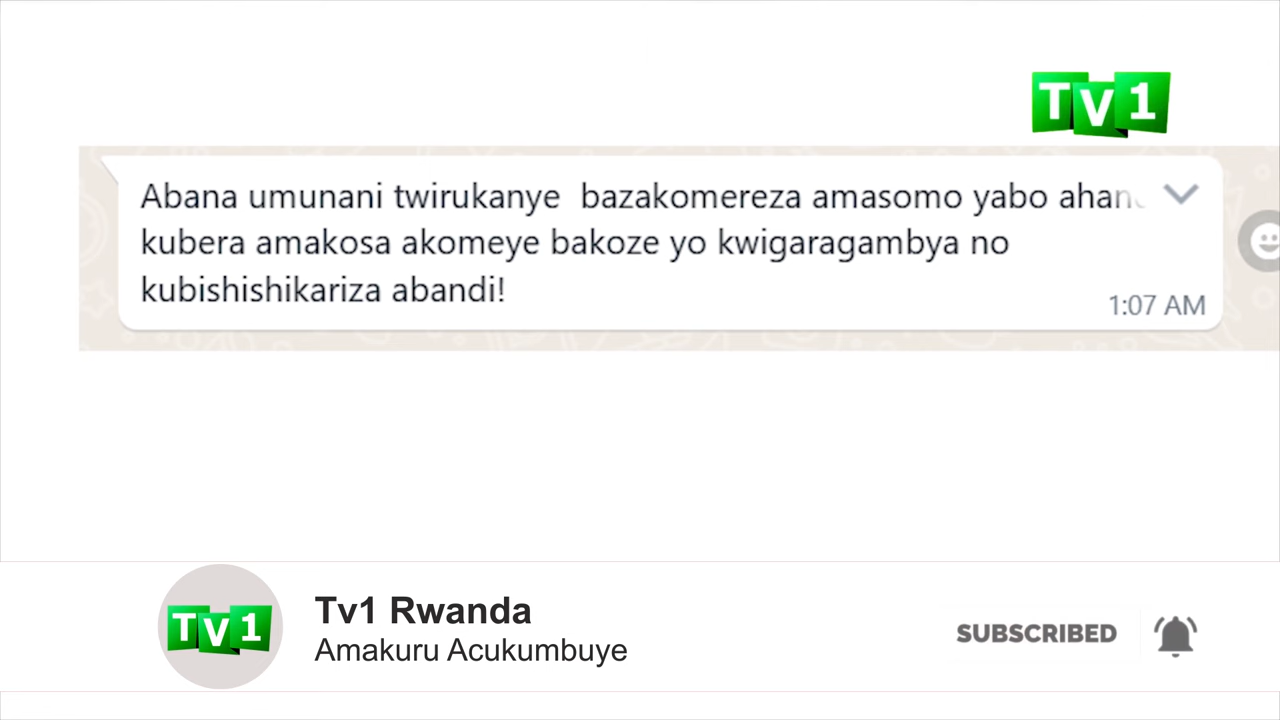 Tv1
Abana umunani twirukanye bazakomereza amasomo yabo
kubera amakosa akomeye bakoze yo kwigaragambya no
kubishishikariza abandi!
1:07 AM
Tv1
Tv1 Rwanda
Amakuru Acukumbuye
SUBSCRIBED